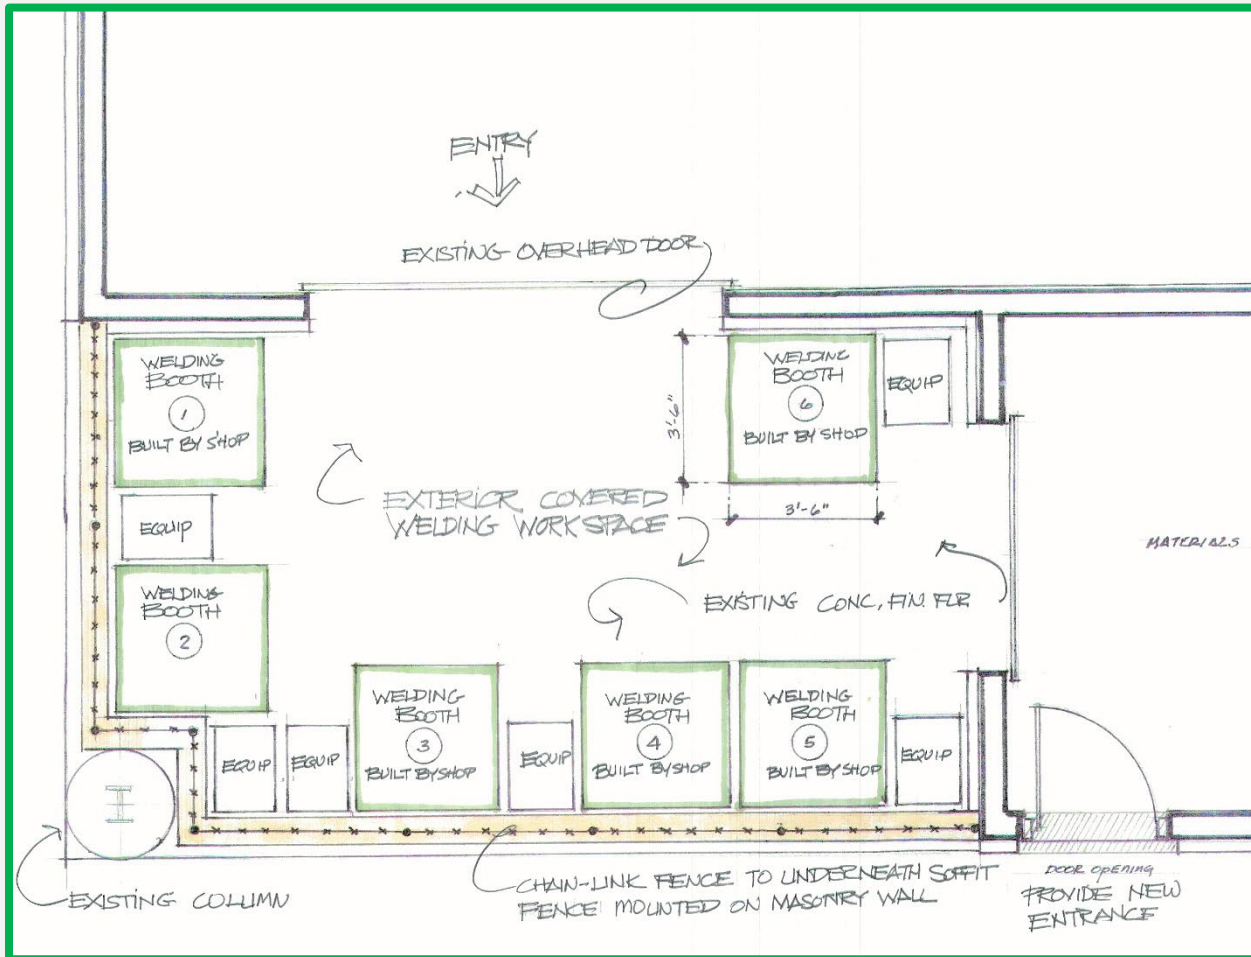 ENTRY
EXISTING OVERHEAD DOOR
WELDING
BOOTH
1
BUILT BY SHOP
WELDING
BOOTH
6
BUILT BY SHOP
EQUIP
3'-6"
3'-6"
EXTERIOR COVERED
WELDING WORKSPACE
EQUIP
MATERIALS
WELDING
BOOTH
2
EXISTING CONC. FIN. FLR
WELDING
BOOTH
3
BUILT BY SHOP
WELDING
BOOTH
4
BUILT BY SHOP
WELDING
BOOTH
5
BUILT BY SHOP
EQUIP
EQUIP
EQUIP
EQUIP
EXISTING COLUMN
CHAIN-LINK FENCE TO UNDERNEATH SOFFIT
FENCE MOUNTED ON MASONRY WALL
DOOR OPENING
PROVIDE NEW
ENTRANCE